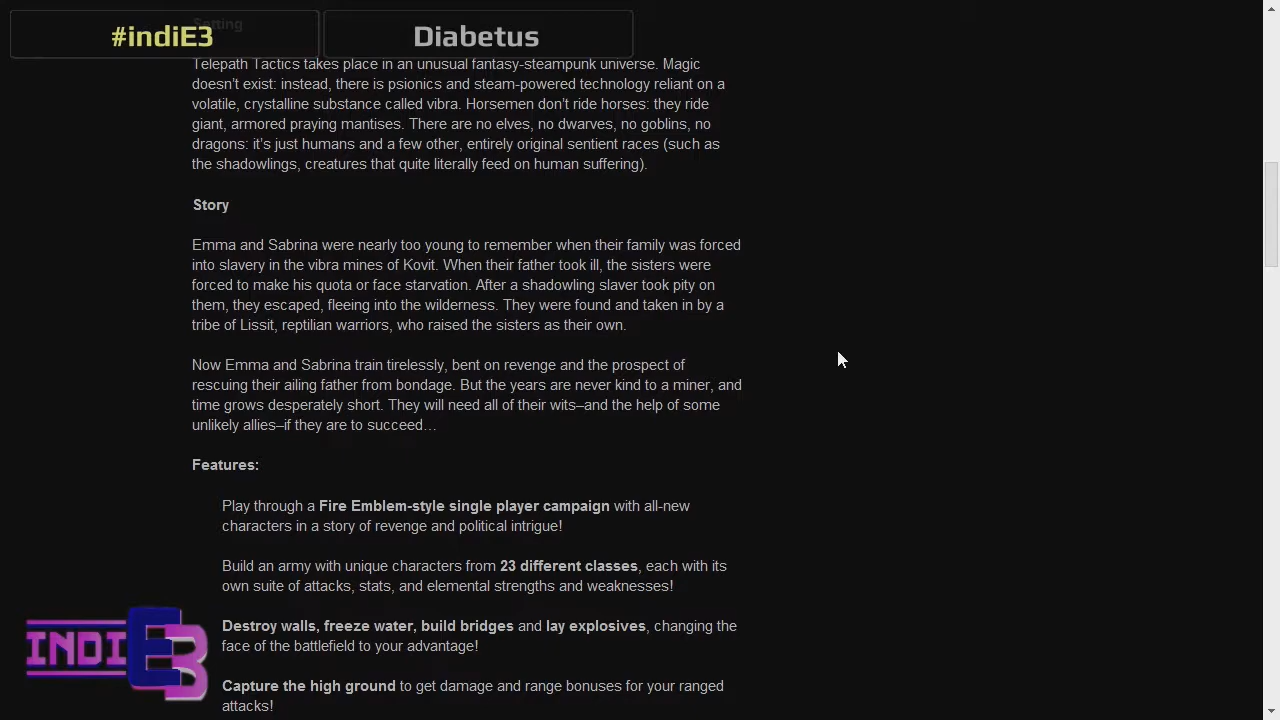 Setting
#indiE3
Diabetus
Telepath Tactics takes place in an unusual fantasy-steampunk universe. Magic
doesn't exist: instead, there is psionics and steam-powered technology reliant on a
volatile, crystalline substance called vibra. Horsemen don't ride horses: they ride
giant, armored praying mantises. There are no elves, no dwarves, no goblins, no
dragons: it's just humans and a few other, entirely original sentient races (such as
the shadowlings, creatures that quite literally feed on human suffering).
Story
Emma and Sabrina were nearly too young to remember when their family was forced
into slavery in the vibra mines of Kovit. When their father took ill, the sisters were
forced to make his quota or face starvation. After a shadowling slaver took pity on
them, they escaped, fleeing into the wilderness. They were found and taken in by a
tribe of Lissit, reptilian warriors, who raised the sisters as their own.
Now Emma and Sabrina train tirelessly, bent on revenge and the prospect of
rescuing their ailing father from bondage. But the years are never kind to a miner, and
time grows desperately short. They will need all of their wits–and the help of some
unlikely allies–if they are to succeed…
Features:
Play through a Fire Emblem-style single player campaign with all-new
characters in a story of revenge and political intrigue!
Build an army with unique characters from 23 different classes, each with its
own suite of attacks, stats, and elemental strengths and weaknesses!
Destroy walls, freeze water, build bridges and lay explosives, changing the
face of the battlefield to your advantage!
Capture the high ground to get damage and range bonuses for your ranged
attacks!
INDIE3